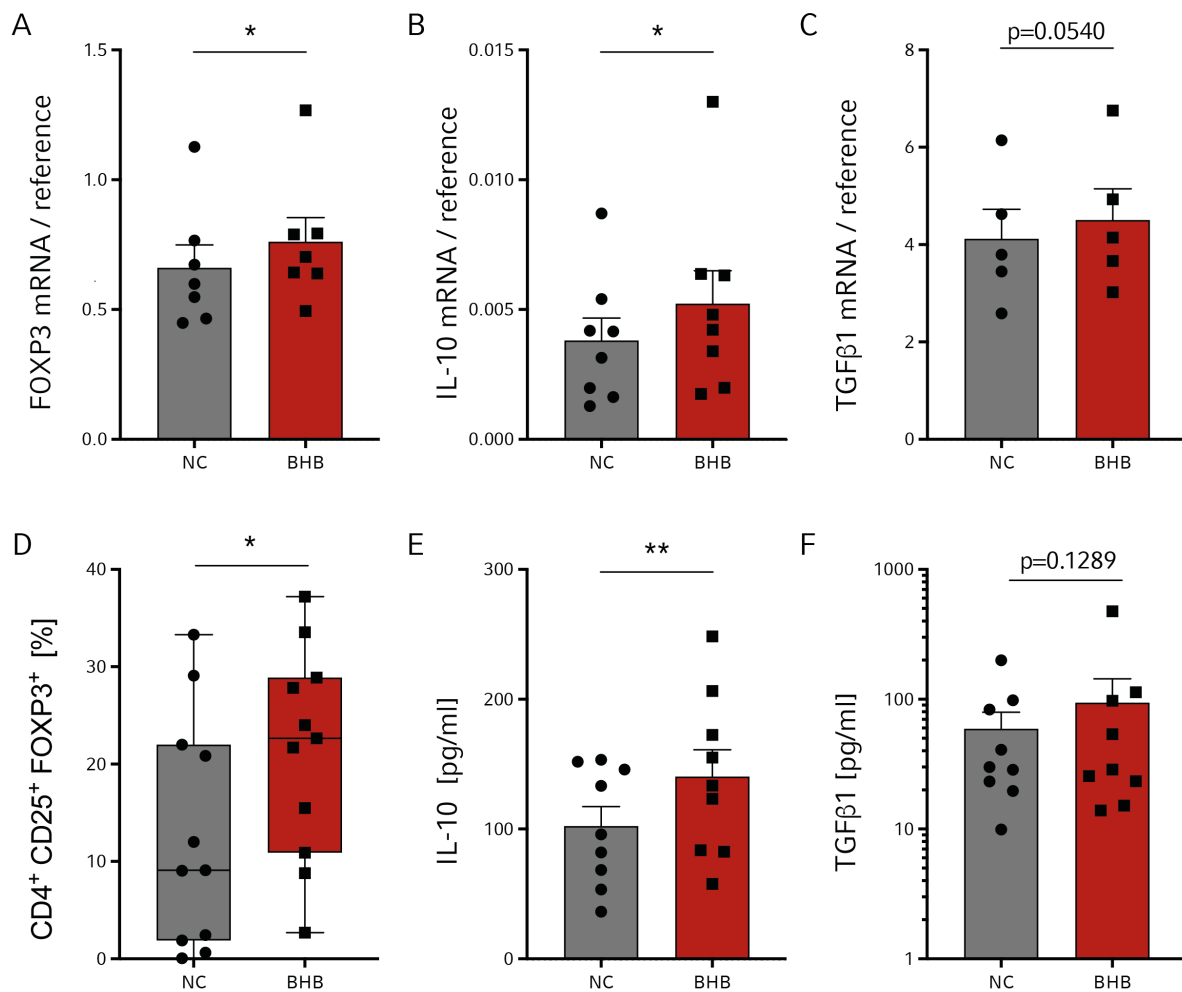 A
*
FOXP3 mRNA / reference
1.5
1.0
0.5
0.0
NC
BHB
B
*
IL-10 mRNA / reference
0.015
0.010
0.005
0.000
NC
BHB
C
p=0.0540
TGFβ1 mRNA / reference
8
6
4
2
0
NC
BHB
D
*
CD4⁺ CD25⁺ FOXP3⁺ [%]
40
30
20
10
0
NC
BHB
E
**
IL-10 [pg/ml]
300
200
100
0
NC
BHB
F
p=0.1289
TGFβ1 [pg/ml]
1000
100
10
1
NC
BHB